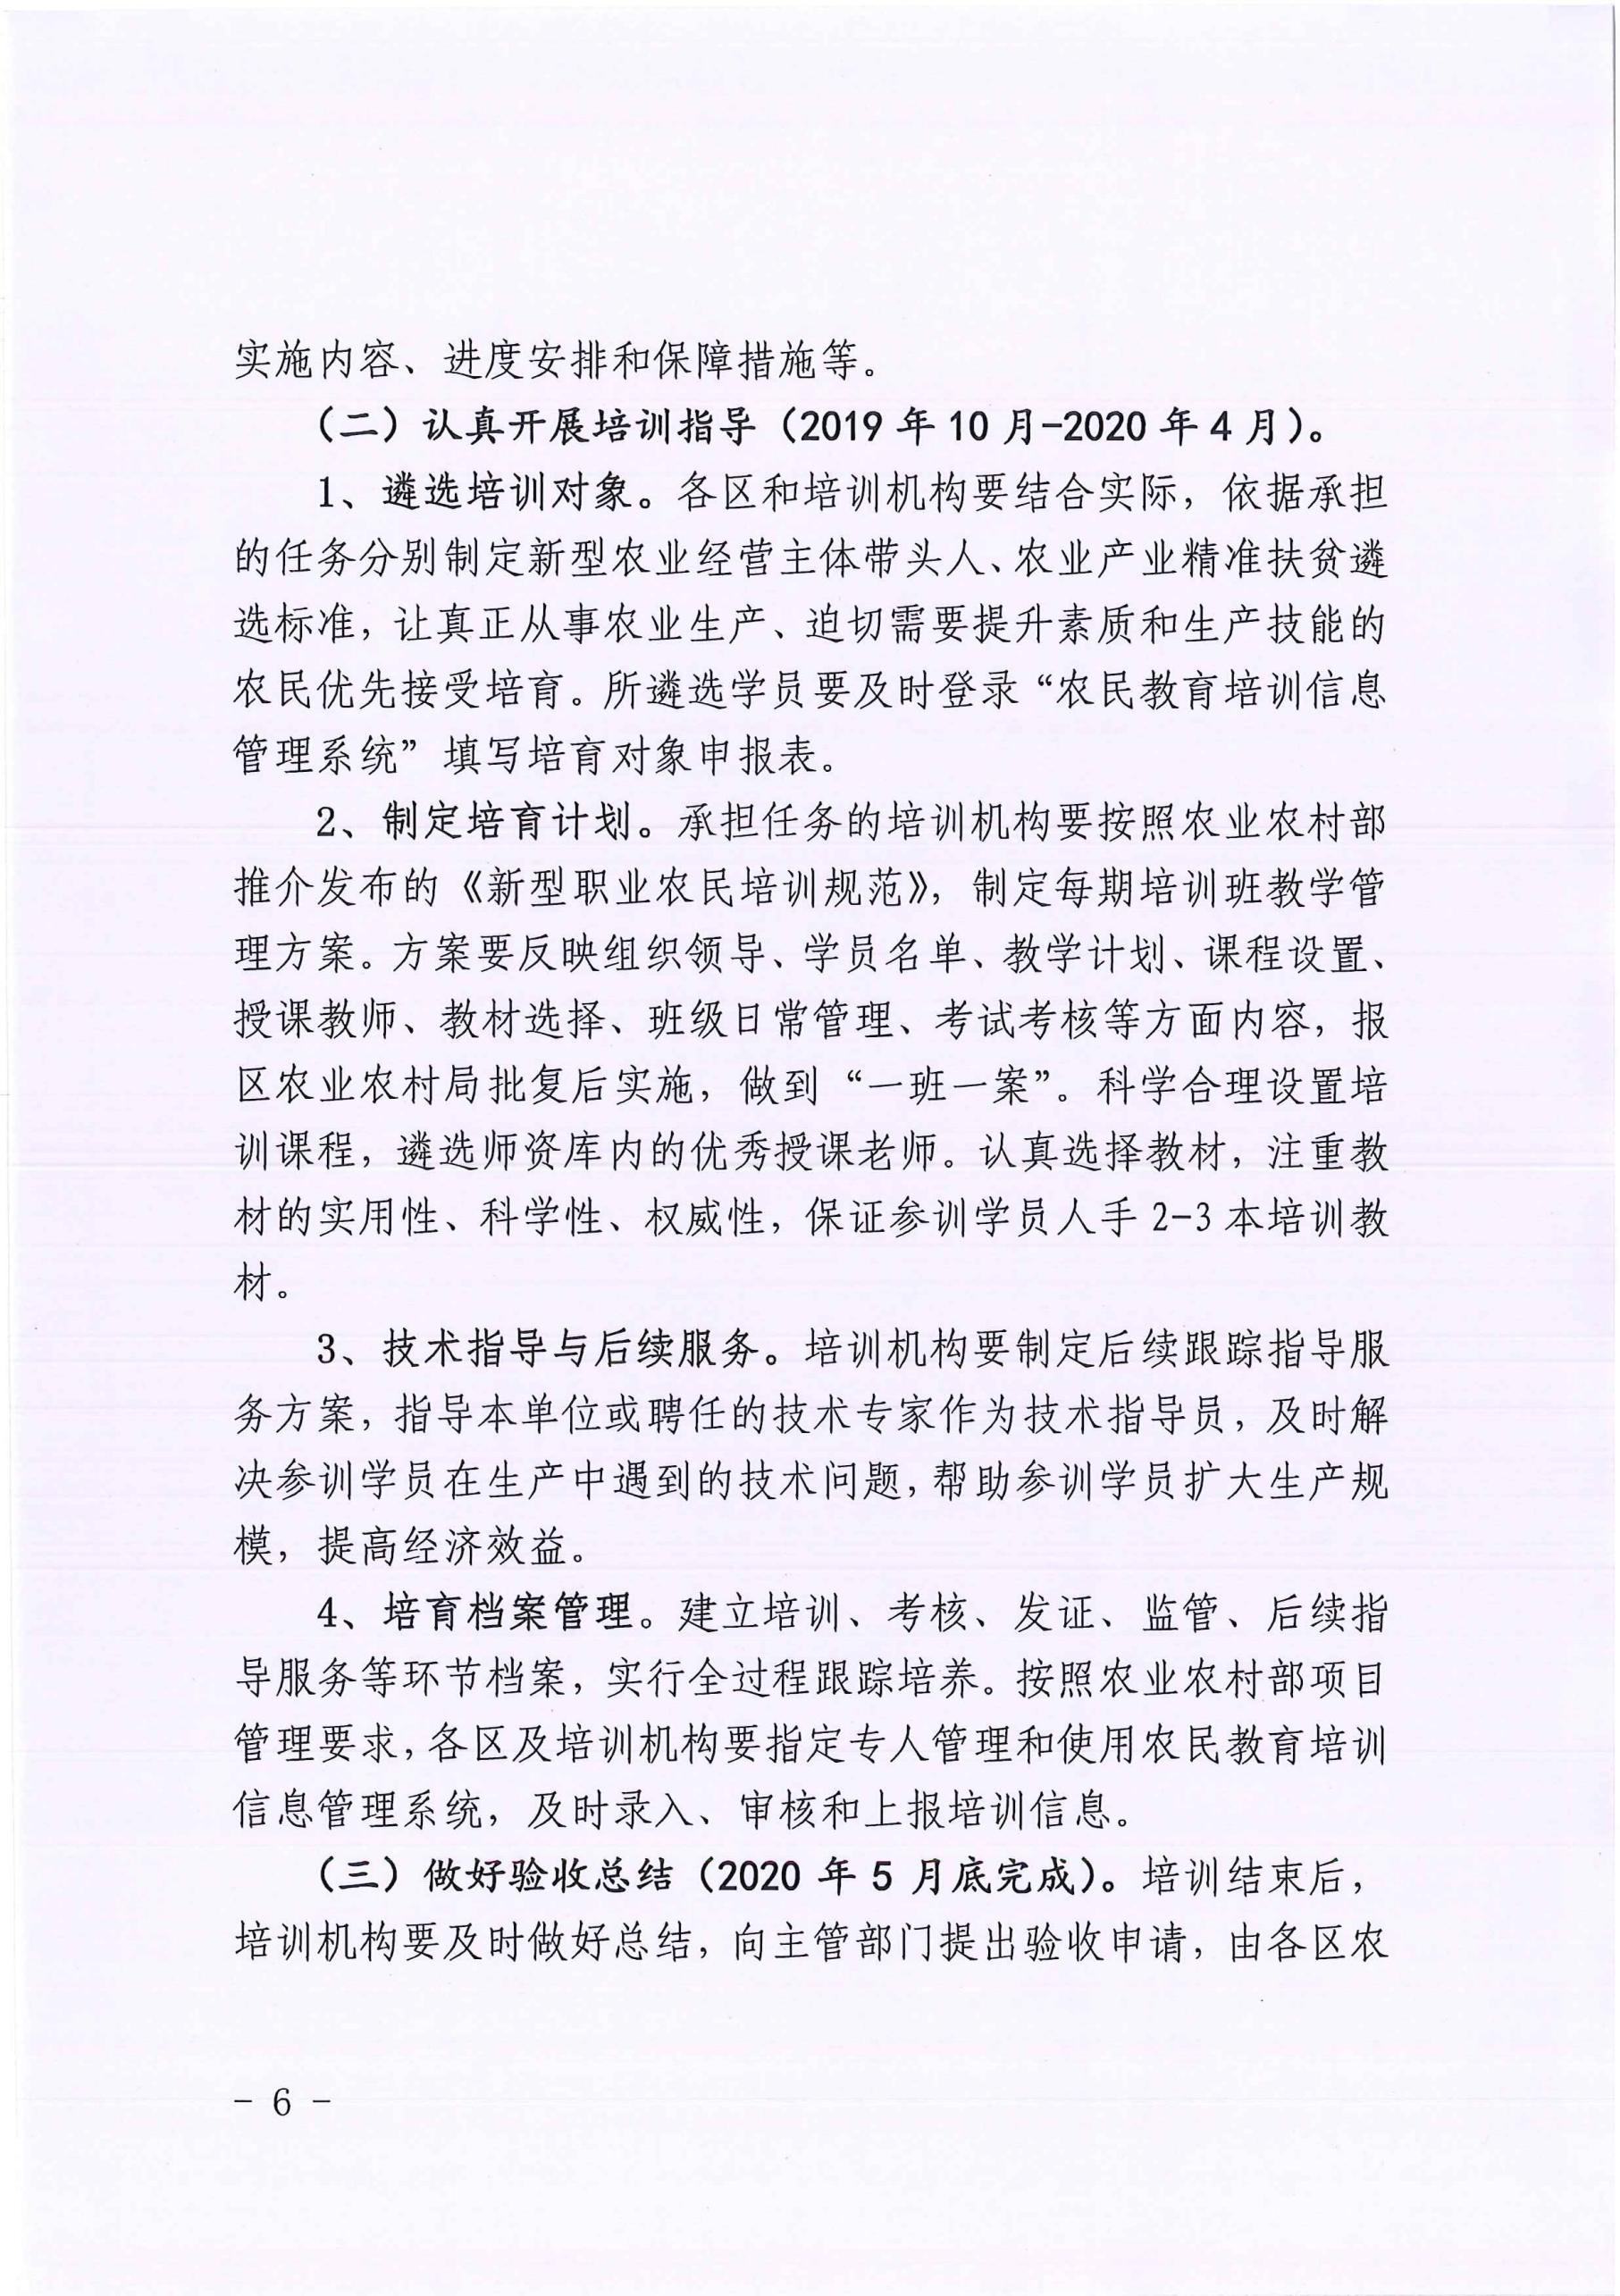 实施内容、进度安排和保障措施等。
（二）认真开展培训指导（2019 年 10 月-2020 年 4 月）。
1、遴选培训对象。各区和培训机构要结合实际，依据承担
的任务分别制定新型农业经营主体带头人、农业产业精准扶贫遴
选标准，让真正从事农业生产、迫切需要提升素质和生产技能的
农民优先接受培育。所遴选学员要及时登录“农民教育培训信息
管理系统”填写培育对象申报表。
2、制定培育计划。承担任务的培训机构要按照农业农村部
推介发布的《新型职业农民培训规范》，制定每期培训班教学管
理方案。方案要反映组织领导、学员名单、教学计划、课程设置、
授课教师、教材选择、班级日常管理、考试考核等方面内容，报
区农业农村局批复后实施，做到“一班一案”。科学合理设置培
训课程，遴选师资库内的优秀授课老师。认真选择教材，注重教
材的实用性、科学性、权威性，保证参训学员人手 2-3 本培训教
材。
3、技术指导与后续服务。培训机构要制定后续跟踪指导服
务方案，指导本单位或聘任的技术专家作为技术指导员，及时解
决参训学员在生产中遇到的技术问题，帮助参训学员扩大生产规
模，提高经济效益。
4、培育档案管理。建立培训、考核、发证、监管、后续指
导服务等环节档案，实行全过程跟踪培养。按照农业农村部项目
管理要求，各区及培训机构要指定专人管理和使用农民教育培训
信息管理系统，及时录入、审核和上报培训信息。
（三）做好验收总结（2020 年 5 月底完成）。培训结束后，
培训机构要及时做好总结，向主管部门提出验收申请，由各区农
- 6 -